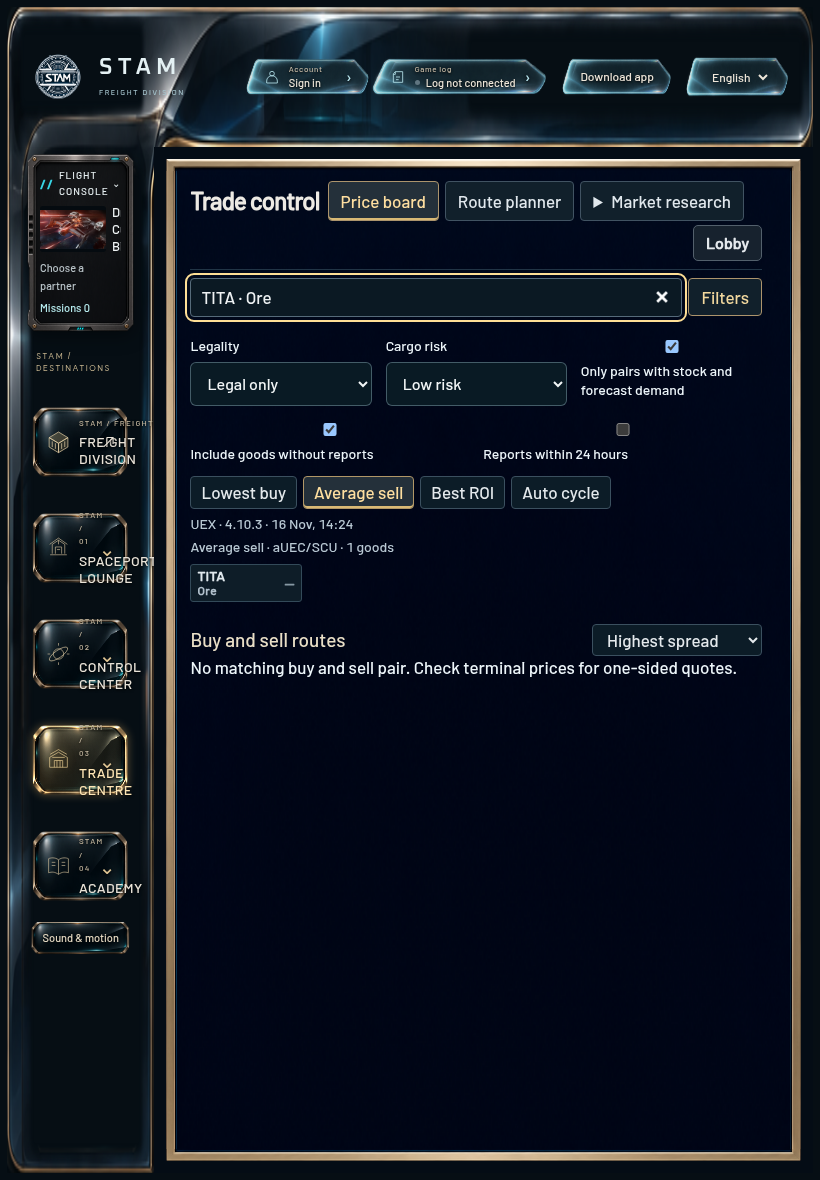 STAM
STAM
FREIGHT DIVISION
Account
Sign in
Game log
Log not connected
Download app
English
// FLIGHT CONSOLE
Choose a partner
Missions 0
STAM / DESTINATIONS
STAM / FREIGHT
FREIGHT DIVISION
STAM / 01
SPACEPORT LOUNGE
STAM / 02
CONTROL CENTER
STAM / 03
TRADE CENTRE
STAM / 04
ACADEMY
Sound & motion
Trade control
Price board
Route planner
Market research
Lobby
TITA · Ore
Filters
Legality
Legal only
Cargo risk
Low risk
Only pairs with stock and forecast demand
Include goods without reports
Reports within 24 hours
Lowest buy
Average sell
Best ROI
Auto cycle
UEX · 4.10.3 · 16 Nov, 14:24
Average sell · aUEC/SCU · 1 goods
TITA
Ore
—
Buy and sell routes
Highest spread
No matching buy and sell pair. Check terminal prices for one-sided quotes.